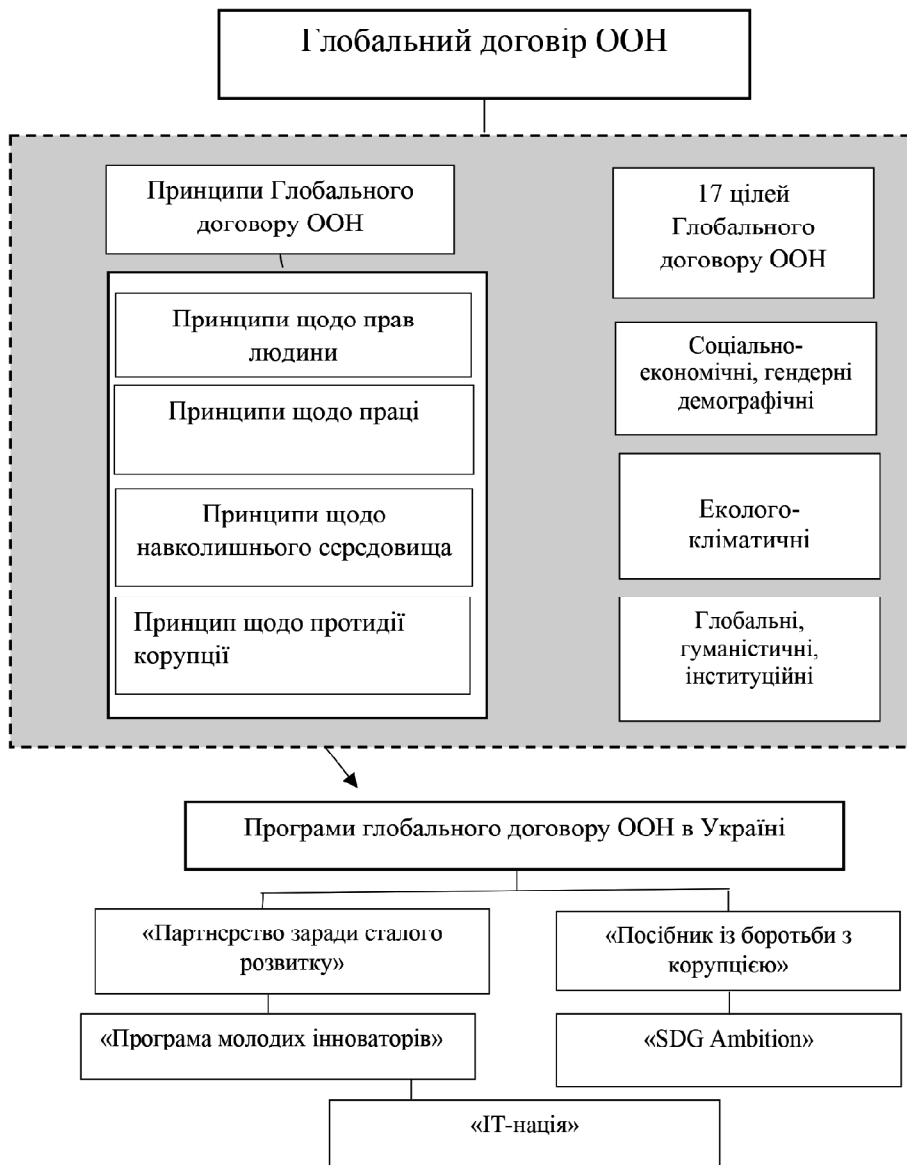 Глобальний договір ООН
Принципи Глобального
договору ООН
Принципи щодо прав
людини
Принципи щодо праці
Принципи щодо
навколишнього середовища
Принцип щодо протидії
корупції
17 цілей
Глобального
договору ООН
Соціально-
економічні, гендерні
демографічні
Еколого-
кліматичні
Глобальні,
гуманістичні,
інституційні
Програми глобального договору ООН в Україні
«Партнерство заради сталого
розвитку»
«Посібник із боротьби з
корупцією»
«Програма молодих інноваторів»
«SDG Ambition»
«ІТ-нація»